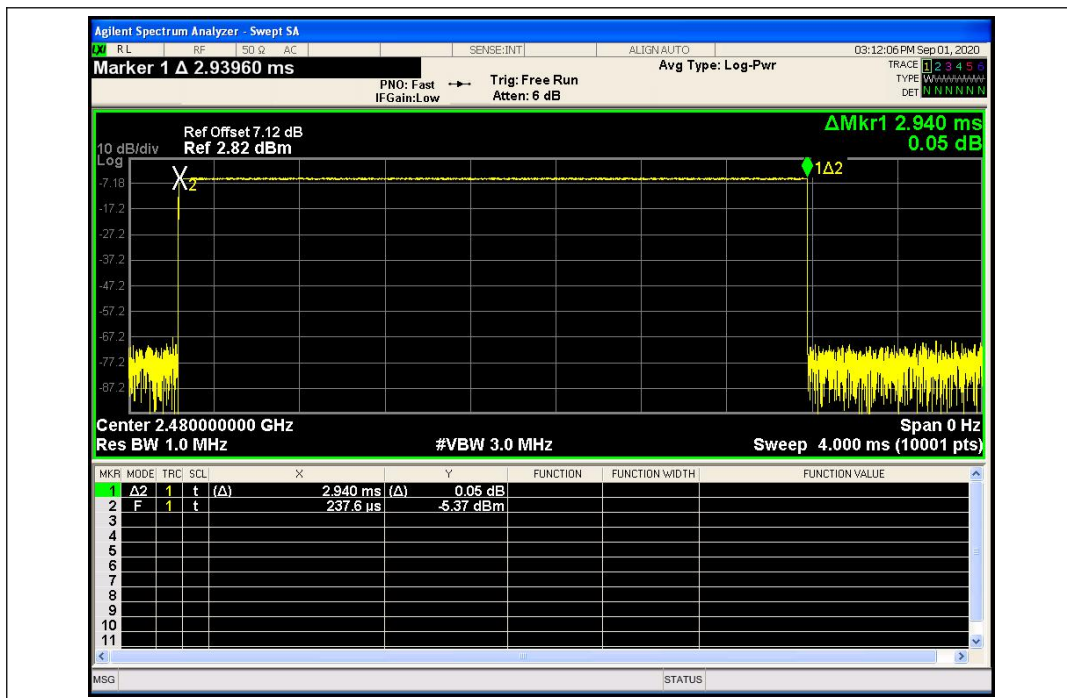 Agilent Spectrum Analyzer - Swept SA
LXI RL RF 50 Ω AC SENSE:INT ALIGN AUTO 03:12:06 PM Sep 01, 2020
Marker 1 Δ 2.93960 ms
PNO: Fast Trig: Free Run Avg Type: Log-Pwr TRACE 1 2 3 4 5 6
IFGain:Low Atten: 6 dB TYPE
DET N N N N N N
ΔMkr1 2.940 ms
0.05 dB
Ref Offset 7.12 dB
10 dB/div Ref 2.82 dBm
Log
1Δ2
2
-7.18
-17.2
-27.2
-37.2
-47.2
-57.2
-67.2
-77.2
-87.2
Center 2.480000000 GHz Span 0 Hz
Res BW 1.0 MHz #VBW 3.0 MHz Sweep 4.000 ms (10001 pts)
MKR MODE TRC SCL X Y FUNCTION FUNCTION WIDTH FUNCTION VALUE
1 Δ2 1 t (Δ) 2.940 ms (Δ) 0.05 dB
2 F 1 t 237.6 µs -5.37 dBm
3
4
5
6
7
8
9
10
11
MSG STATUS